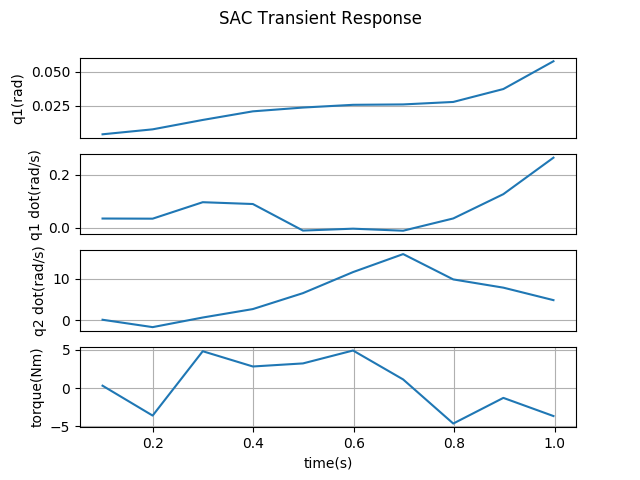 SAC Transient Response
0.050
0.025
q1(rad)
0.2
0.0
q1 dot(rad/s)
10
0
q2 dot(rad/s)
5
0
−5
torque(Nm)
0.2 0.4 0.6 0.8 1.0
time(s)